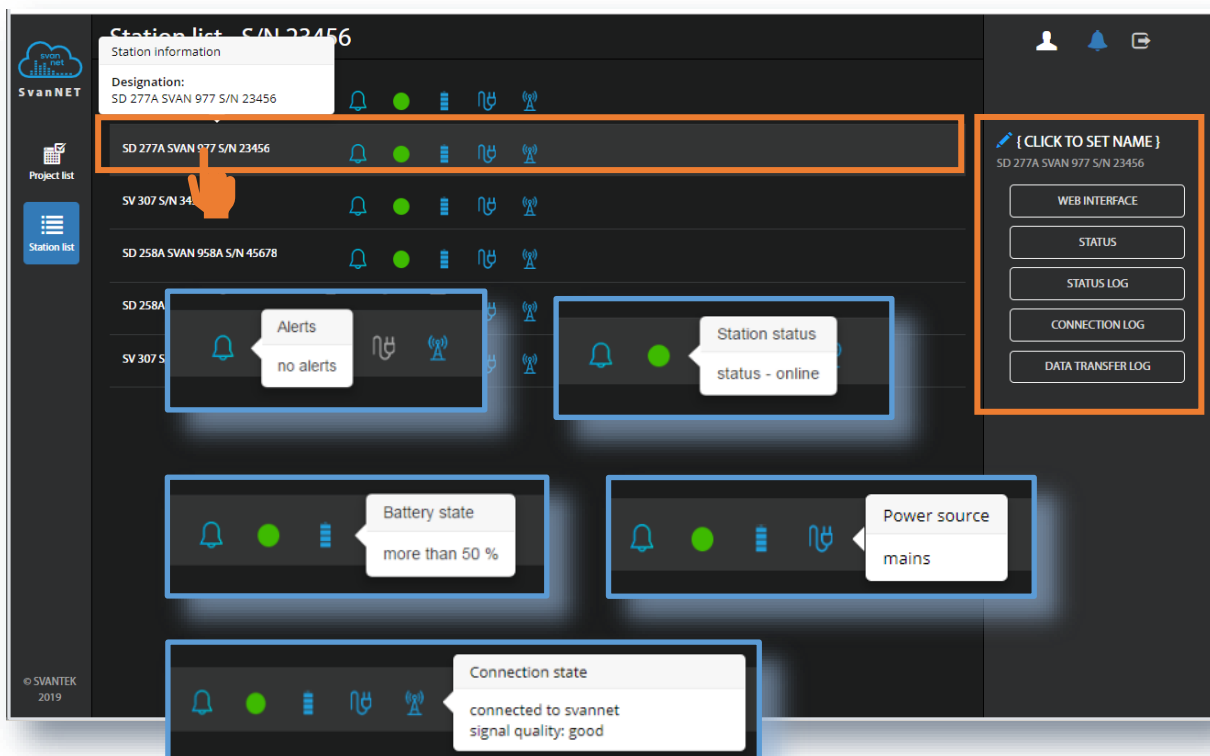 Station list - S/N 23456
svan
net
SvanNET
Station information
Designation:
SD 277A SVAN 977 S/N 23456
Project list
Station list
SD 277A SVAN 977 S/N 23456
SV 307 S/N
SD 258A SVAN 958A S/N 45678
SD 258A
SV 307
{ CLICK TO SET NAME }
SD 277A SVAN 977 S/N 23456
WEB INTERFACE
STATUS
STATUS LOG
CONNECTION LOG
DATA TRANSFER LOG
Alerts
no alerts
Station status
status - online
Battery state
more than 50 %
Power source
mains
Connection state
connected to svannet
signal quality: good
© SVANTEK
2019